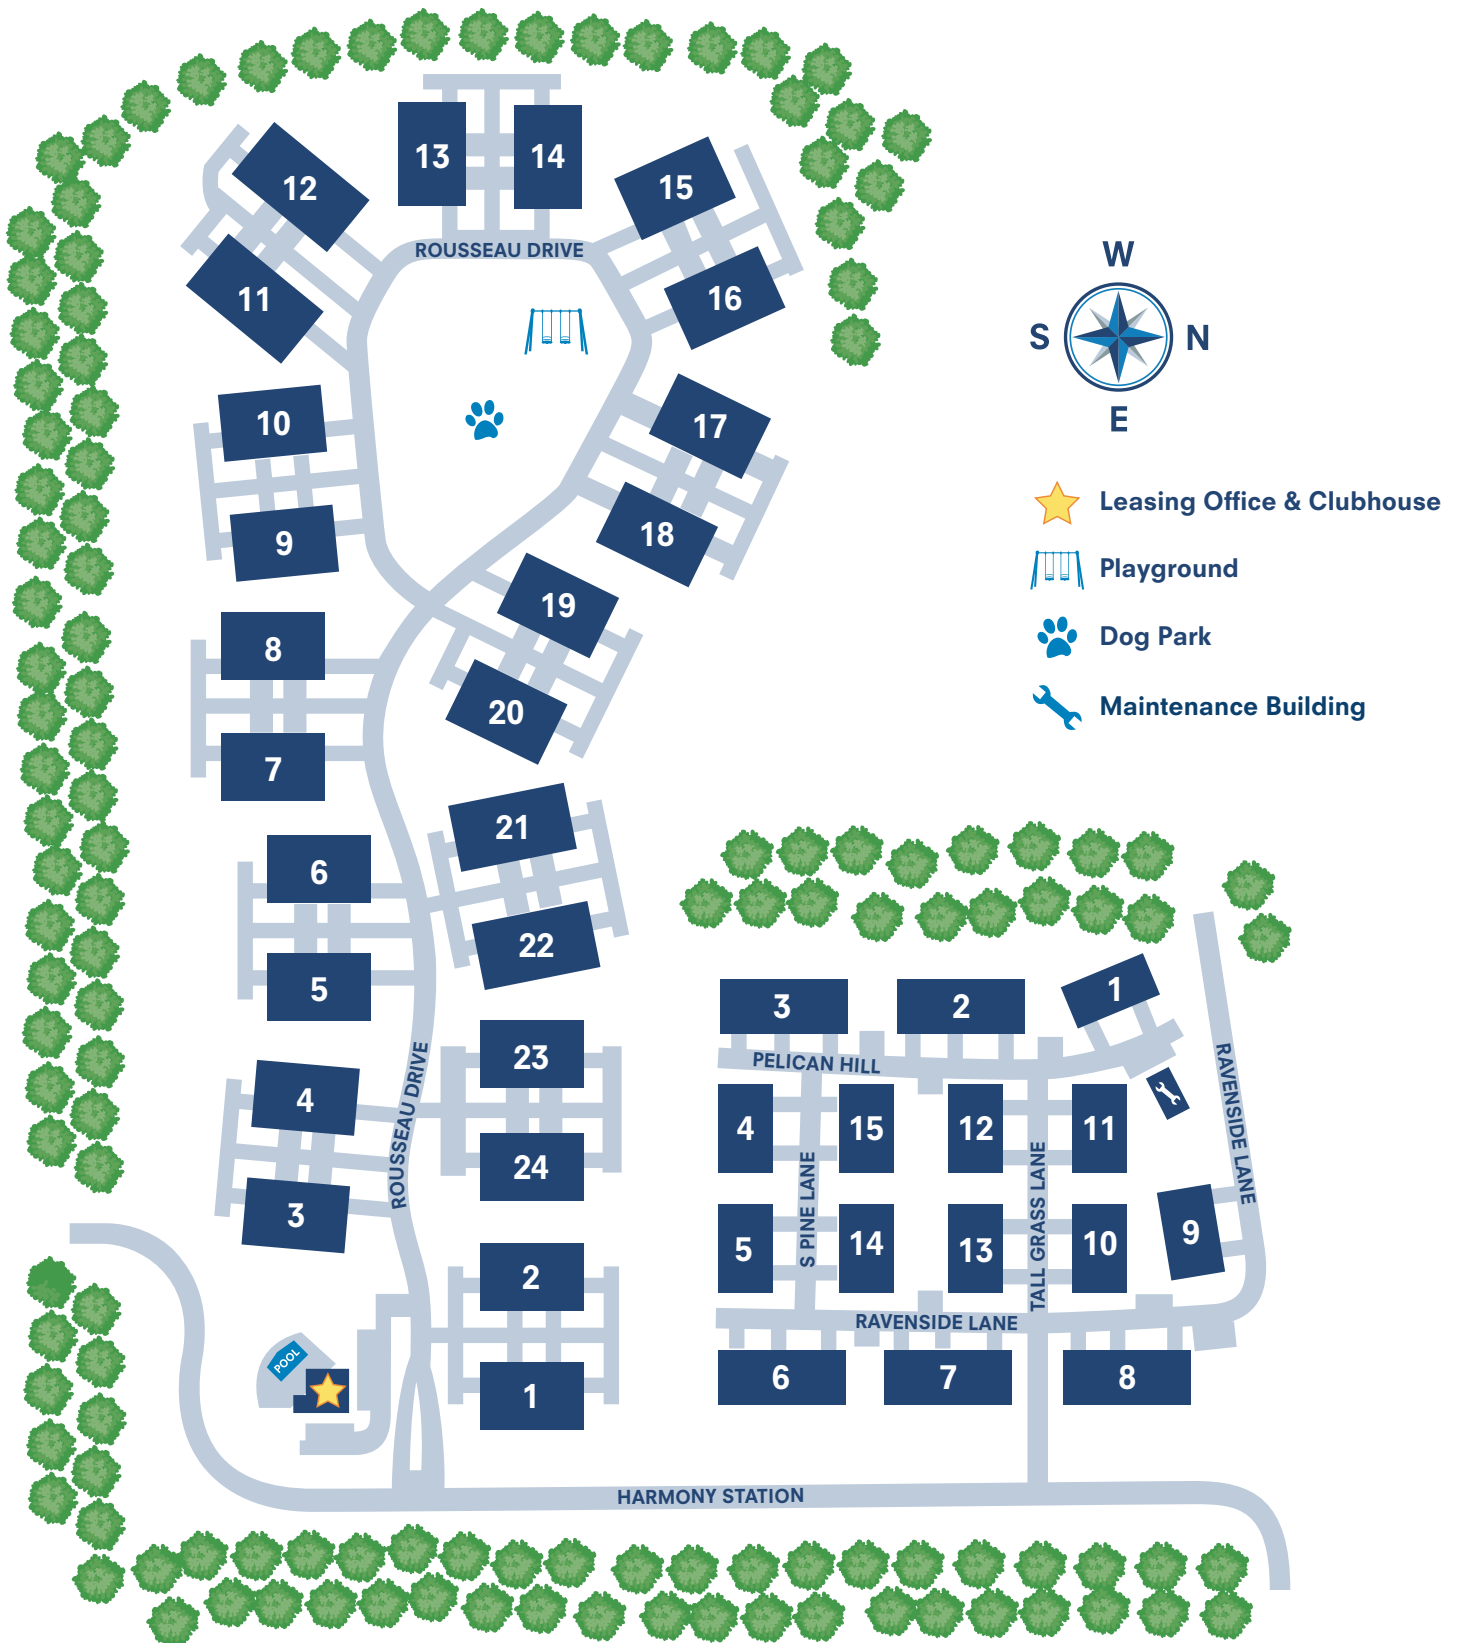 13
14
12
15
ROUSSEAU DRIVE
11
16
W
S
N
E
10
17
9
18
Leasing Office & Clubhouse
Playground
Dog Park
Maintenance Building
19
8
20
7
21
6
22
5
23
4
24
ROUSSEAU DRIVE
3
2
1
POOL
3
2
1
PELICAN HILL
4
15
12
11
RAVENSIDE LANE
S PINE LANE
TALL GRASS LANE
5
14
13
10
9
RAVENSIDE LANE
6
7
8
HARMONY STATION